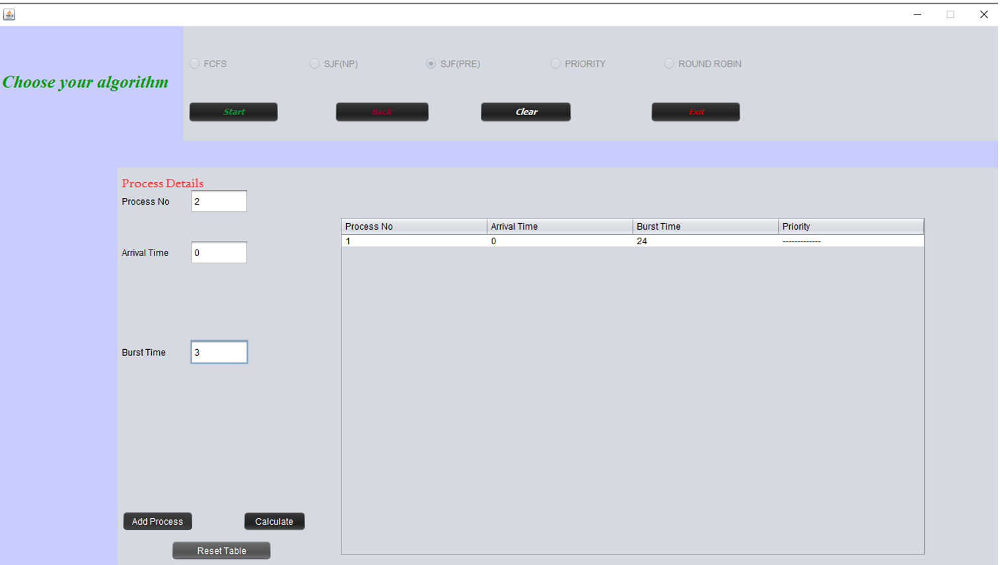 FCFS SJF(NP) SJF(PRE) PRIORITY ROUND ROBIN
Choose your algorithm
Start Back Clear Exit
Process Details
Process No 2
Process No Arrival Time Burst Time Priority
1 0 24 -------------
Arrival Time 0
Burst Time 3
Add Process Calculate
Reset Table